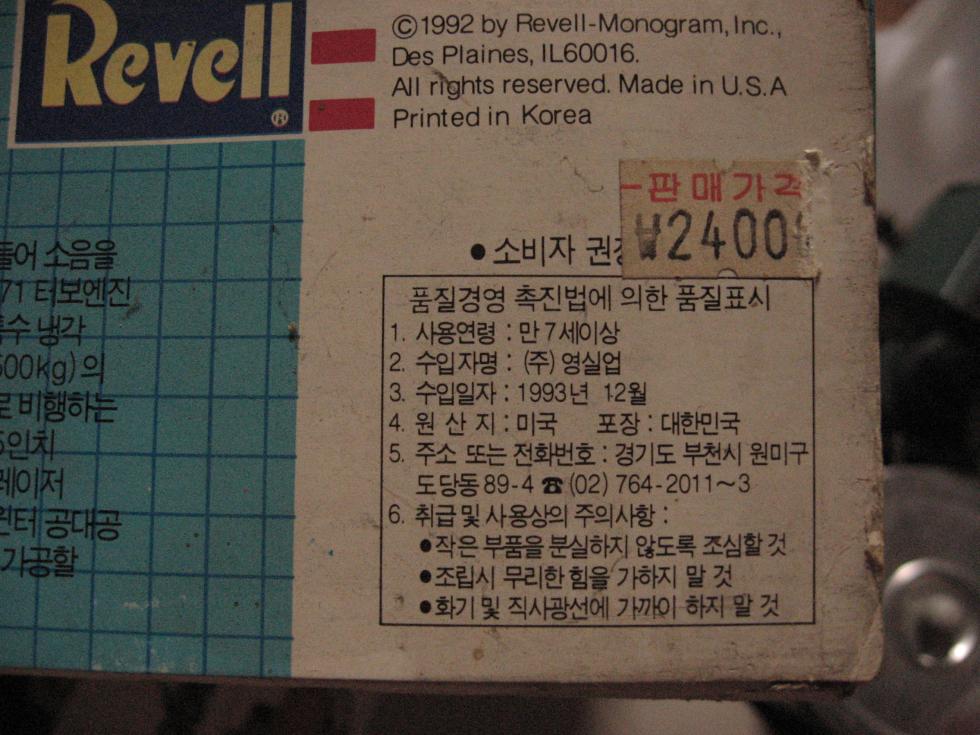 Revell
®
©1992 by Revell-Monogram, Inc.,
Des Plaines, IL60016.
All rights reserved. Made in U.S.A
Printed in Korea
판매가격
₩2400
● 소비자
품질경영 촉진법에 의한 품질표시
1. 사용연령 : 만 7세이상
2. 수입자명 : (주) 영실업
3. 수입일자 : 1993년 12월
4. 원 산 지 : 미국 포장 : 대한민국
5. 주소 또는 전화번호 : 경기도 부천시 원미구
도당동 89-4 ☎ (02) 764-2011~3
6. 취급 및 사용상의 주의사항 :
●작은 부품을 분실하지 않도록 조심할 것
●조립시 무리한 힘을 가하지 말 것
●화기 및 직사광선에 가까이 하지 말 것
들어 소음을
71 터보엔진
특수 냉각
500kg)의
로 비행하는
5인치
레이저
윈터 공대공
가공할